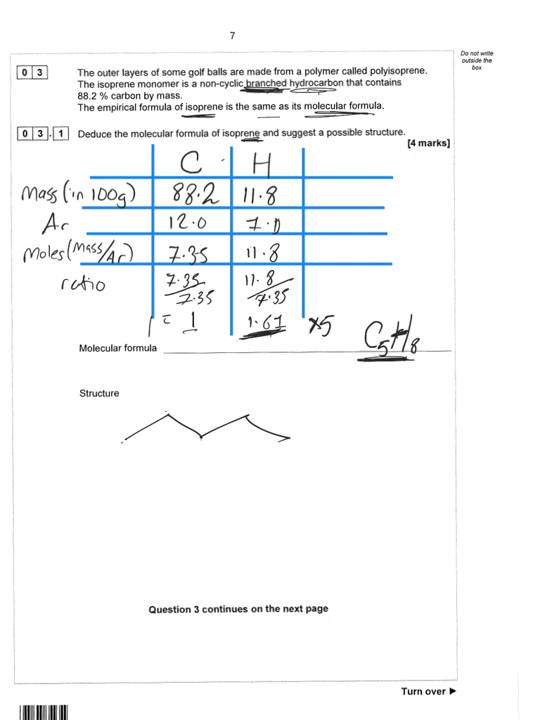 7
Do not write
outside the
box
0 3
The outer layers of some golf balls are made from a polymer called polyisoprene.
The isoprene monomer is a non-cyclic branched hydrocarbon that contains
88.2 % carbon by mass.
The empirical formula of isoprene is the same as its molecular formula.
0 3 . 1 Deduce the molecular formula of isoprene and suggest a possible structure.
[4 marks]
C H
Mass (in 100g) 88.2 11.8
Ar 12.0 1.0
Moles (Mass/Ar) 7.35 11.8
ratio 7.35/7.35 11.8/7.35
= 1 1.61 x5 C5H8
Molecular formula
Structure
Question 3 continues on the next page
Turn over ▶